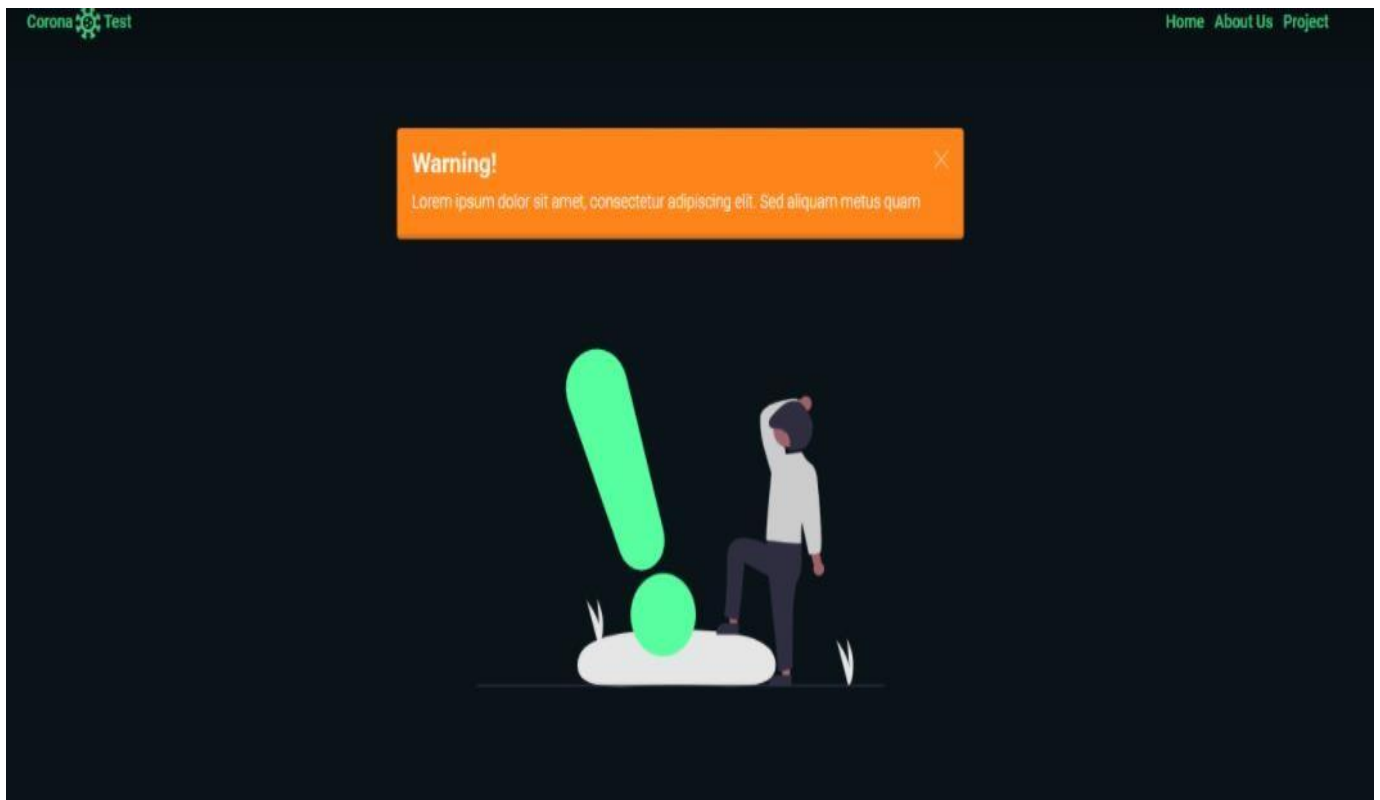 Corona Test
Home About Us Project
Warning!
Lorem ipsum dolor sit amet, consectetur adipiscing elit. Sed aliquam metus quam